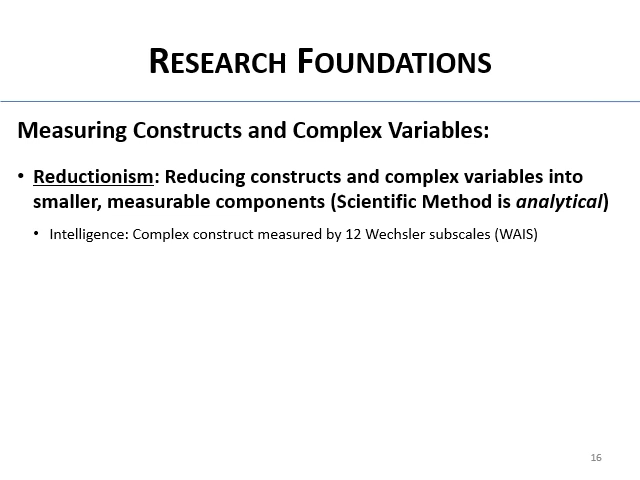 RESEARCH FOUNDATIONS
Measuring Constructs and Complex Variables:
• Reductionism: Reducing constructs and complex variables into
smaller, measurable components (Scientific Method is analytical)
• Intelligence: Complex construct measured by 12 Wechsler subscales (WAIS)
16